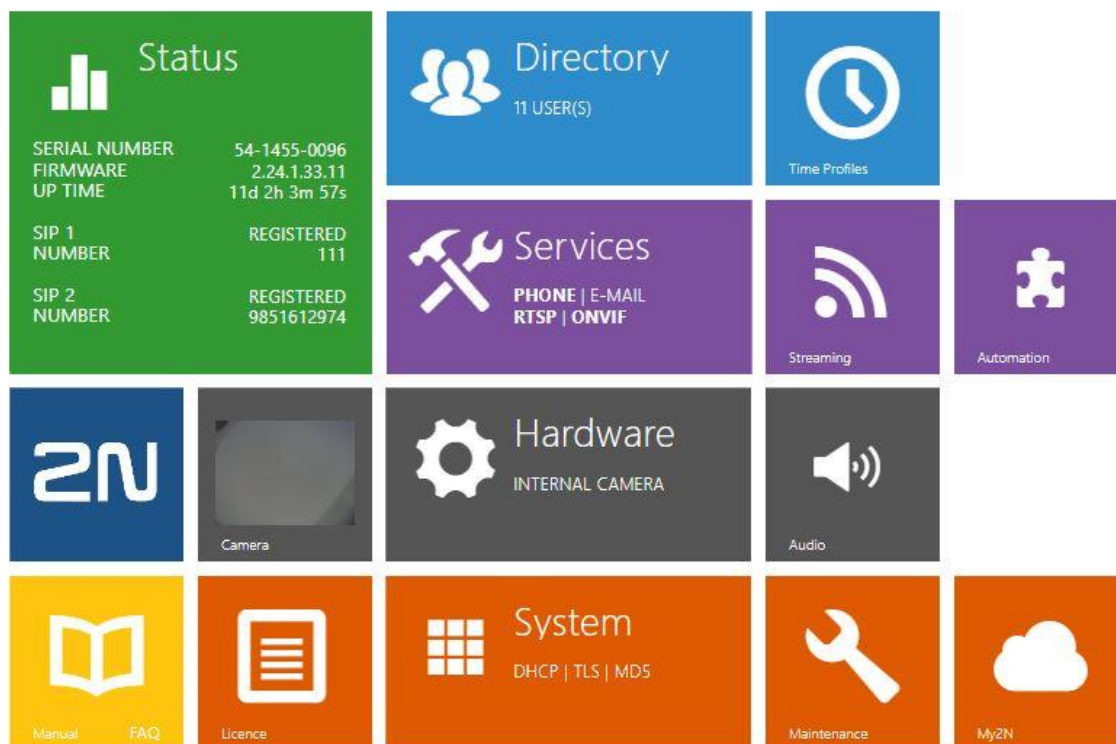 Status
SERIAL NUMBER 54-1455-0096
FIRMWARE 2.24.1.33.11
UP TIME 11d 2h 3m 57s
SIP 1 REGISTERED
NUMBER 111
SIP 2 REGISTERED
NUMBER 9851612974
Directory
11 USER(S)
Time Profiles
Services
PHONE | E-MAIL
RTSP | ONVIF
Streaming
Automation
2N
Camera
Hardware
INTERNAL CAMERA
Audio
Manual FAQ
Licence
System
DHCP | TLS | MD5
Maintenance
My2N